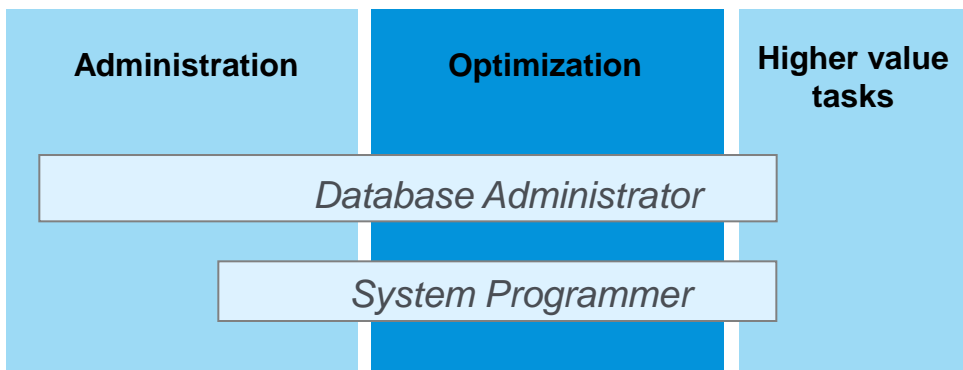 Administration
Optimization
Higher value
tasks
Database Administrator
System Programmer